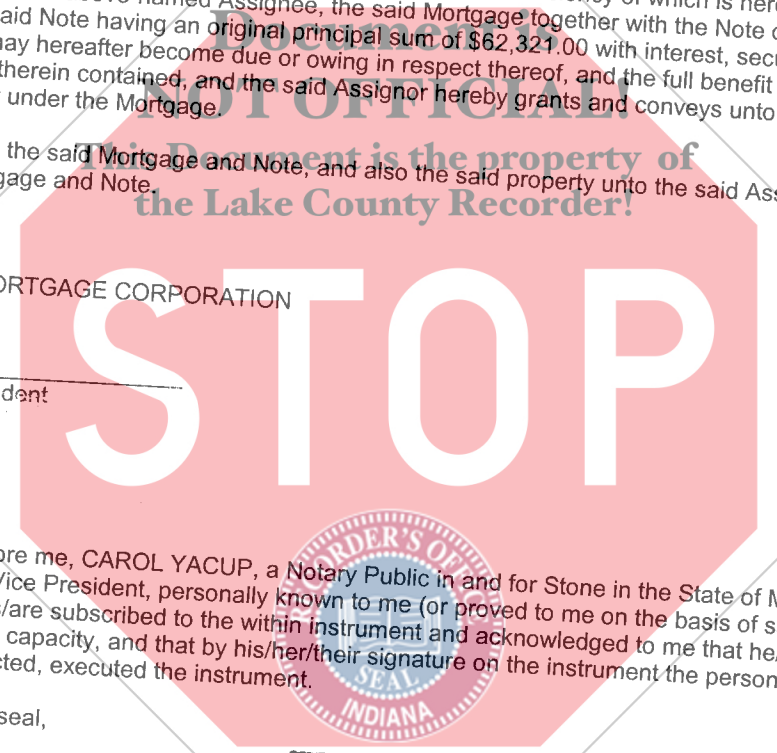 Assignee, the said Mortgage together with the Note
aid Note having an original principal sum of $62,321.00 with interest, secu
nay hereafter become due or owing in respect thereof, and the full benefit
therein contained, and the said Assignor hereby grants and conveys unto
under the Mortgage.
Document is
NOT OFFICIAL!
This Document is the property of
the Lake County Recorder!
the said Mortgage and Note, and also the said property unto the said Ass
gage and Note.
STOP
ORTGAGE CORPORATION
dent
ore me, CAROL YACUP, a Notary Public in and for Stone in the State of M
Vice President, personally known to me (or proved to me on the basis of s
s/are subscribed to the within instrument and acknowledged to me that he/
capacity, and that by his/her/their signature on the instrument the person
cted, executed the instrument.
seal,
RECORDER'S OFFICE
SEAL
INDIANA